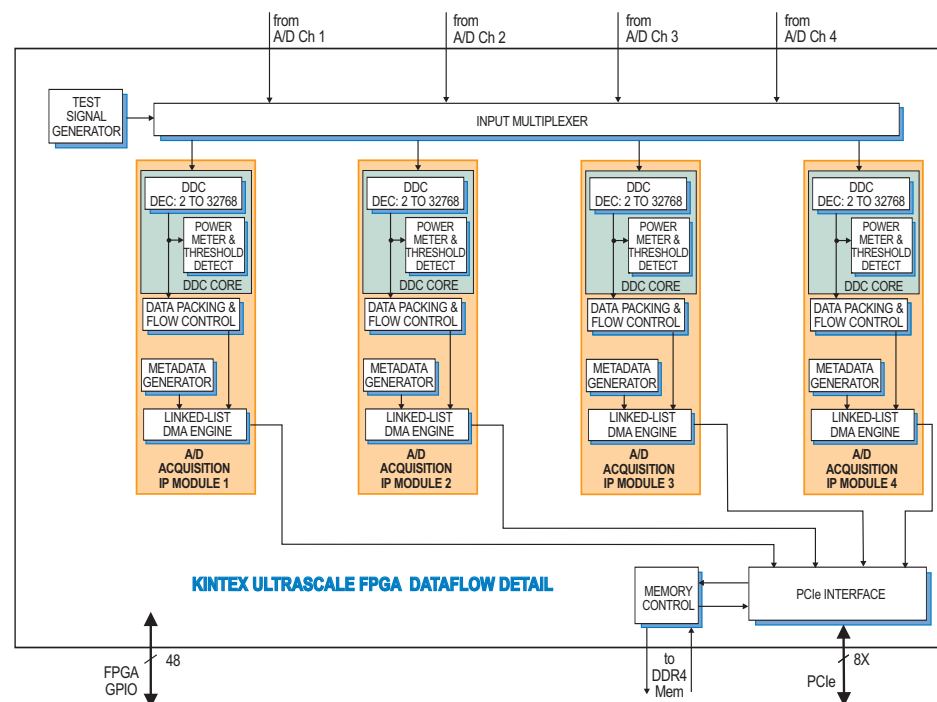 from
A/D Ch 1
from
A/D Ch 2
from
A/D Ch 3
from
A/D Ch 4
TEST
SIGNAL
GENERATOR
INPUT MULTIPLEXER
DDC
DEC: 2 TO 32768
POWER
METER &
THRESHOLD
DETECT
DDC CORE
DATA PACKING &
FLOW CONTROL
METADATA
GENERATOR
LINKED-LIST
DMA ENGINE
A/D
ACQUISITION
IP MODULE 1
DDC
DEC: 2 TO 32768
POWER
METER &
THRESHOLD
DETECT
DDC CORE
DATA PACKING &
FLOW CONTROL
METADATA
GENERATOR
LINKED-LIST
DMA ENGINE
A/D
ACQUISITION
IP MODULE 2
DDC
DEC: 2 TO 32768
POWER
METER &
THRESHOLD
DETECT
DDC CORE
DATA PACKING &
FLOW CONTROL
METADATA
GENERATOR
LINKED-LIST
DMA ENGINE
A/D
ACQUISITION
IP MODULE 3
DDC
DEC: 2 TO 32768
POWER
METER &
THRESHOLD
DETECT
DDC CORE
DATA PACKING &
FLOW CONTROL
METADATA
GENERATOR
LINKED-LIST
DMA ENGINE
A/D
ACQUISITION
IP MODULE 4
KINTEX ULTRASCALE FPGA DATAFLOW DETAIL
MEMORY
CONTROL
PCIe INTERFACE
48
FPGA
GPIO
to
DDR4
Mem
8X
PCIe